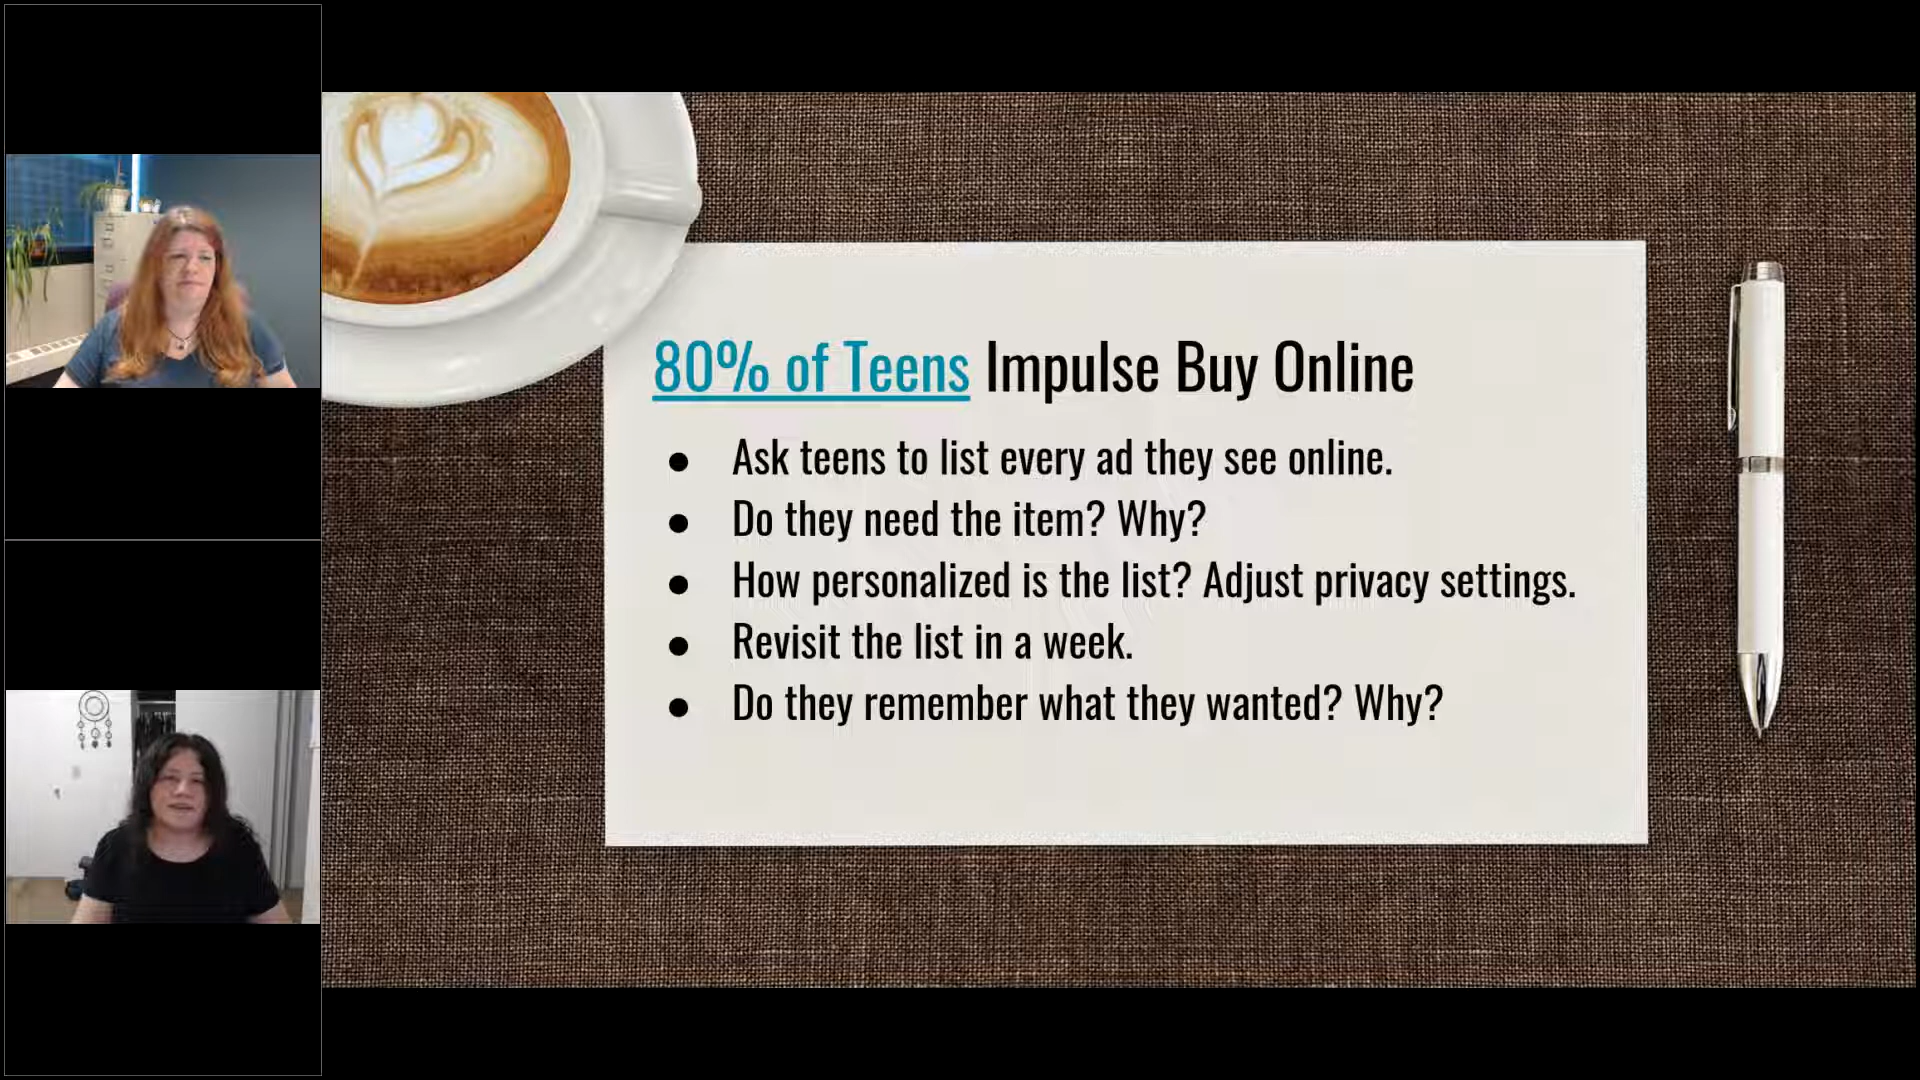 80% of Teens Impulse Buy Online
● Ask teens to list every ad they see online.
● Do they need the item? Why?
● How personalized is the list? Adjust privacy settings.
● Revisit the list in a week.
● Do they remember what they wanted? Why?